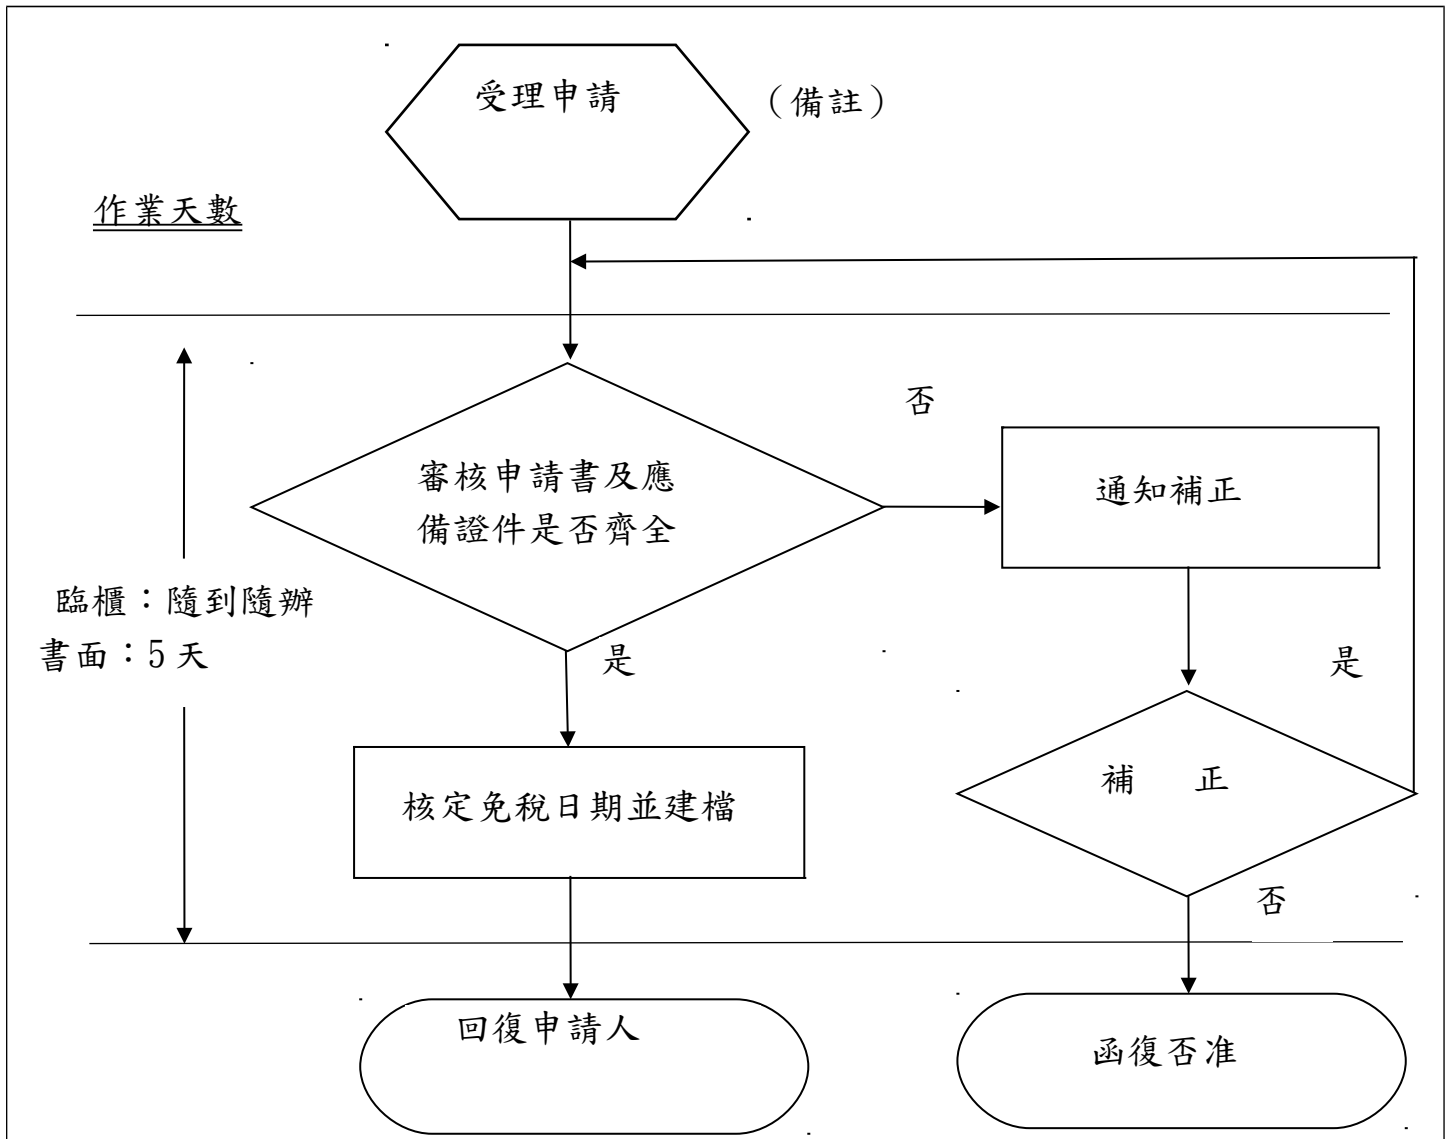 受理申請
（備註）
作業天數
否
審核申請書及應
備證件是否齊全
通知補正
臨櫃：隨到隨辦
書面：5天
是
是
補 正
核定免稅日期並建檔
否
回復申請人
函復否准